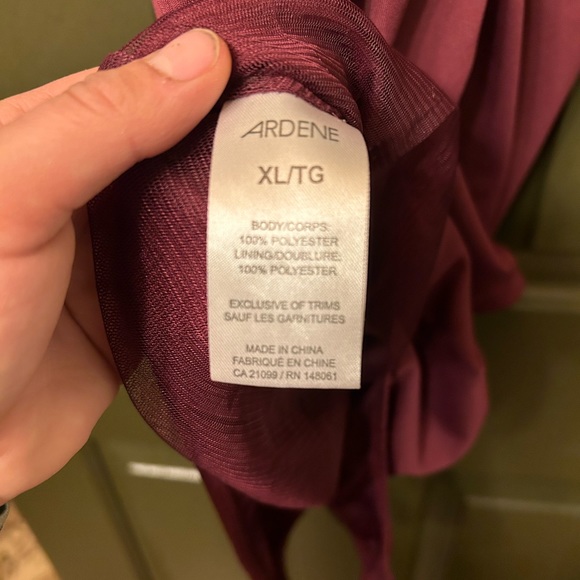 ARDENE
XL/TG
BODY/CORPS:
100% POLYESTER
LINING/DOUBLURE:
100% POLYESTER
EXCLUSIVE OF TRIMS
SAUF LES GARNITURES
MADE IN CHINA
FABRIQUÉ EN CHINE
CA 21099 / RN 148061